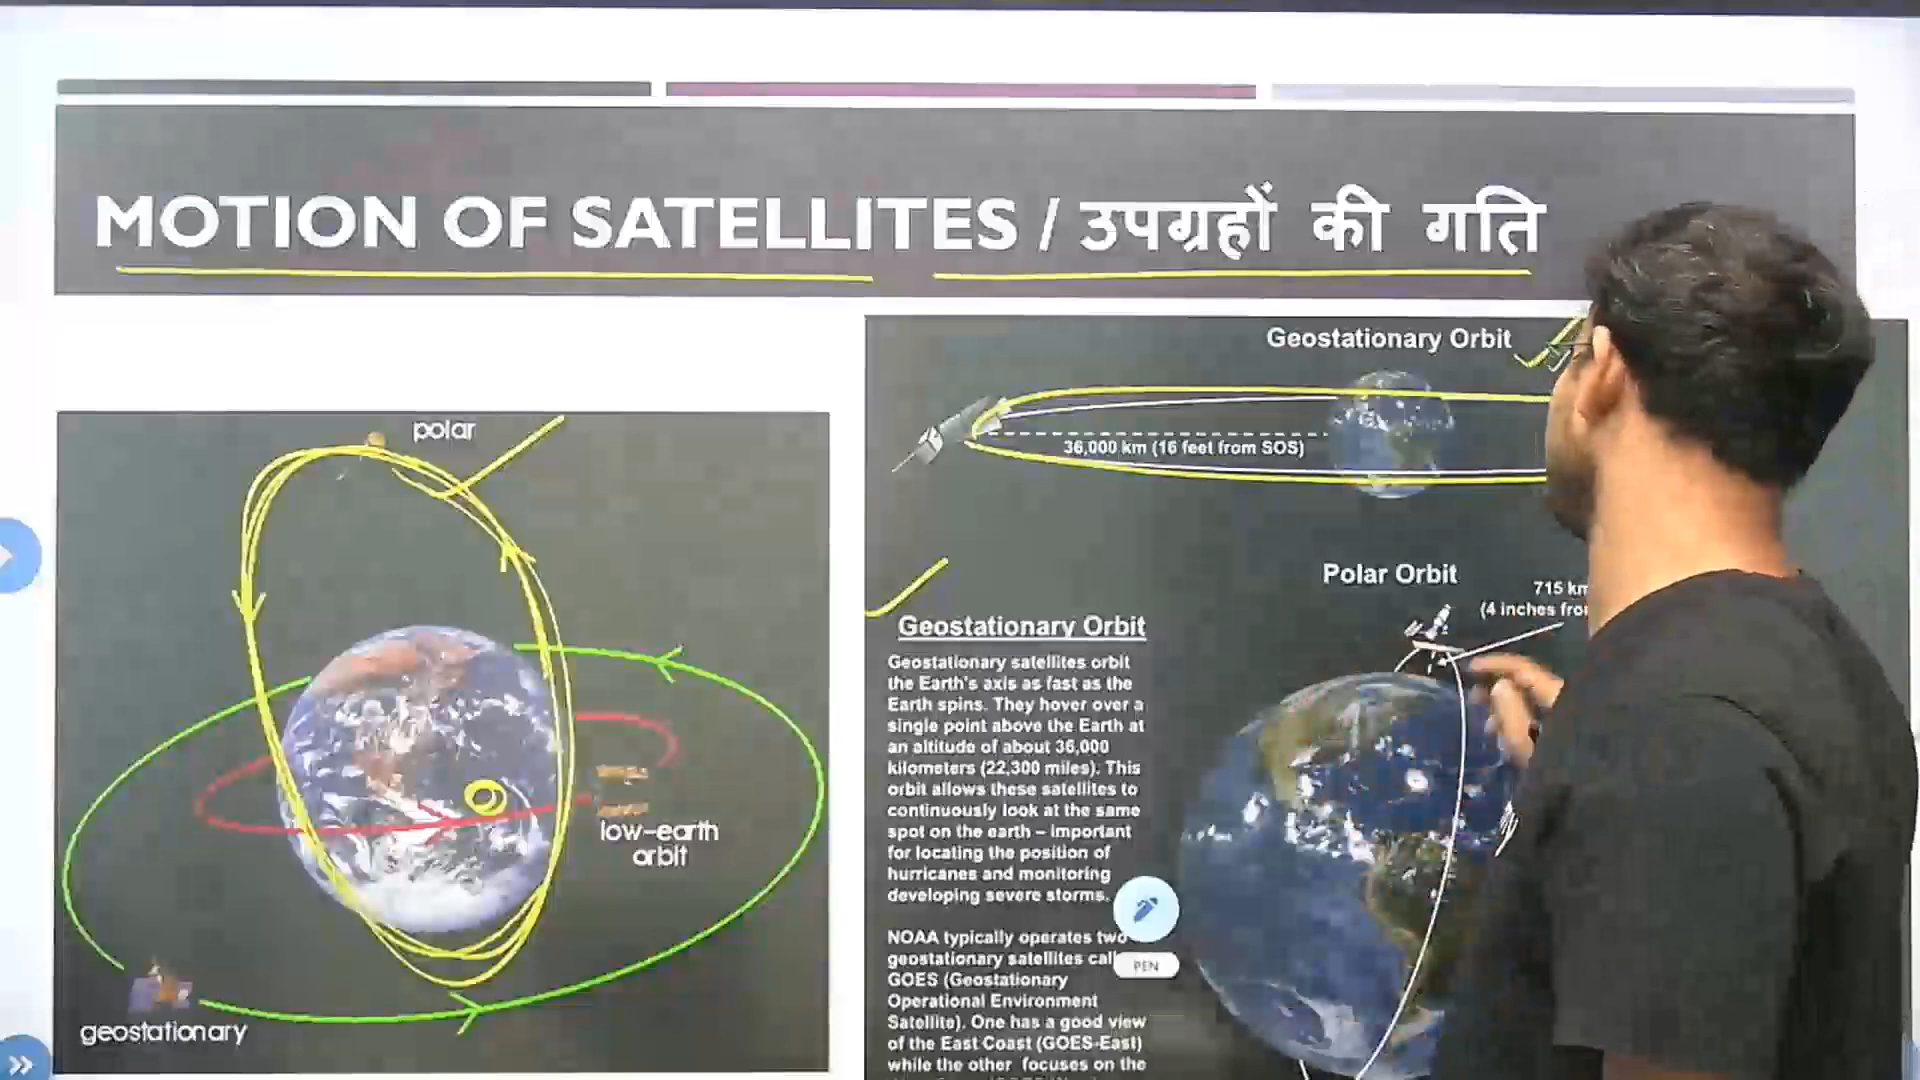 MOTION OF SATELLITES / उपग्रहों की गति
polar
low-earth
orbit
geostationary
Geostationary Orbit
36,000 km (16 feet from SOS)
Polar Orbit
715 km
(4 inches
Geostationary Orbit
Geostationary satellites orbit
the Earth's axis as fast as the
Earth spins. They hover over a
single point above the Earth at
an altitude of about 36,000
kilometers (22,300 miles). This
orbit allows these satellites to
continuously look at the same
spot on the earth – important
for locating the position of
hurricanes and monitoring
developing severe storms.
NOAA typically operates two
geostationary satellites
GOES (Geostationary
Operational Environment
Satellite). One has a good view
of the East Coast (GOES-East)
while the other focuses on the
PEN